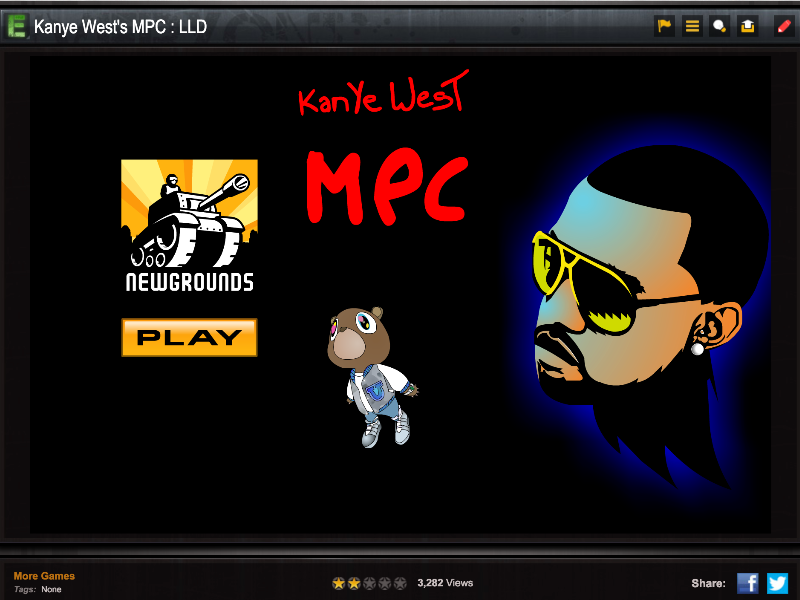 Kanye West's MPC : LLD
KanYe WesT
MPC
NEWGROUNDS
PLAY
More Games
Tags: None
3,282 Views
Share: